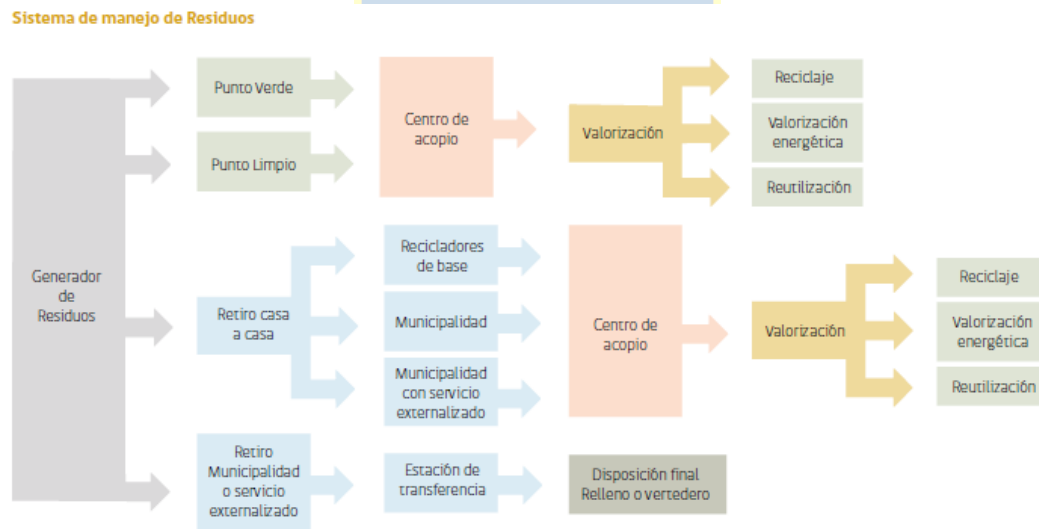 Sistema de manejo de Residuos
Punto Verde
Punto Limpio
Centro de
acopio
Valorización
Reciclaje
Valorización
energética
Reutilización
Generador
de
Residuos
Retiro casa
a casa
Recicladores
de base
Municipalidad
Municipalidad
con servicio
externalizado
Centro de
acopio
Valorización
Reciclaje
Valorización
energética
Reutilización
Retiro
Municipalidad
o servicio
externalizado
Estación de
transferencia
Disposición final
Relleno o vertedero